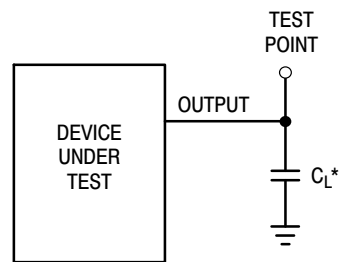 TEST
POINT
OUTPUT
DEVICE
UNDER
TEST
C_L*